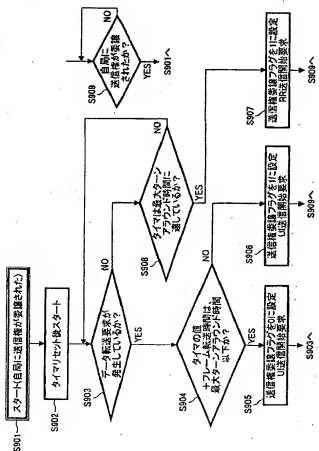 S901
スタート(自局に送信権が委譲された)
S902
タイマリセット後スタート
S903
データ転送要求が
発生しているか?
NO
YES
S908
タイマは最大ターン
アラウンド時間に
達しているか?
NO
YES
S909
自局に
送信権が委譲
されたか?
NO
YES
S901へ
S904
タイマの値
+フレーム転送時間は
最大ターンアラウンド時間
以下か?
NO
YES
S905
送信権委譲フラグを0に設定
UI送信開始要求
S903へ
S906
送信権委譲フラグを1に設定
UI送信開始要求
S909へ
S907
送信権委譲フラグを1に設定
RR送信開始要求
S909へ